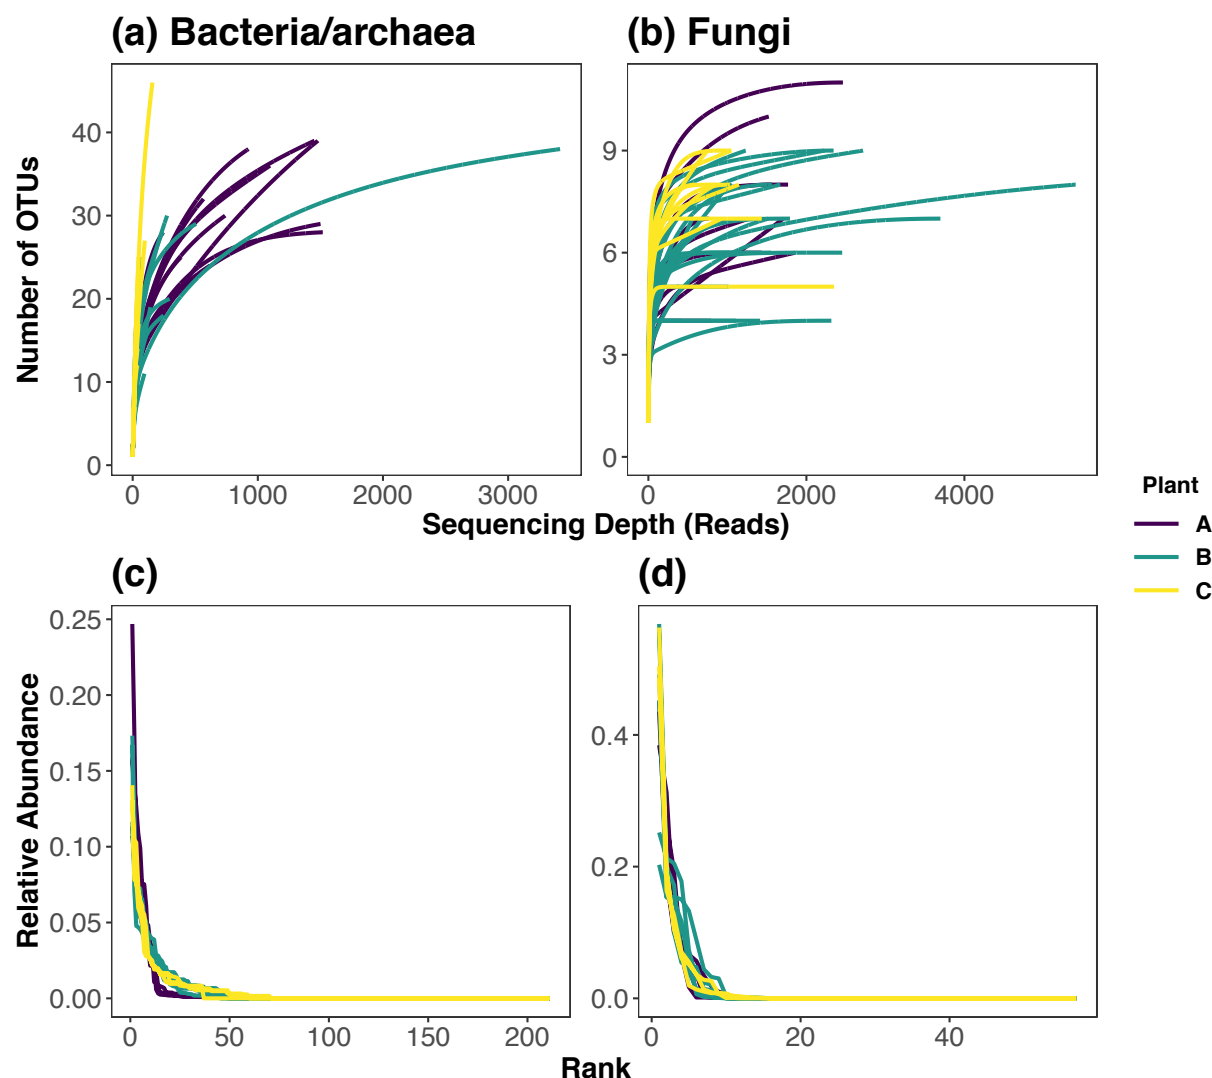 (a) Bacteria/archaea
(b) Fungi
Number of OTUs
40
30
20
10
0
9
6
3
0
0 1000 2000 3000
0 2000 4000
Sequencing Depth (Reads)
Plant
A
B
C
(c)
(d)
Relative Abundance
0.25
0.20
0.15
0.10
0.05
0.00
0.4
0.2
0.0
0 50 100 150 200
0 20 40
Rank